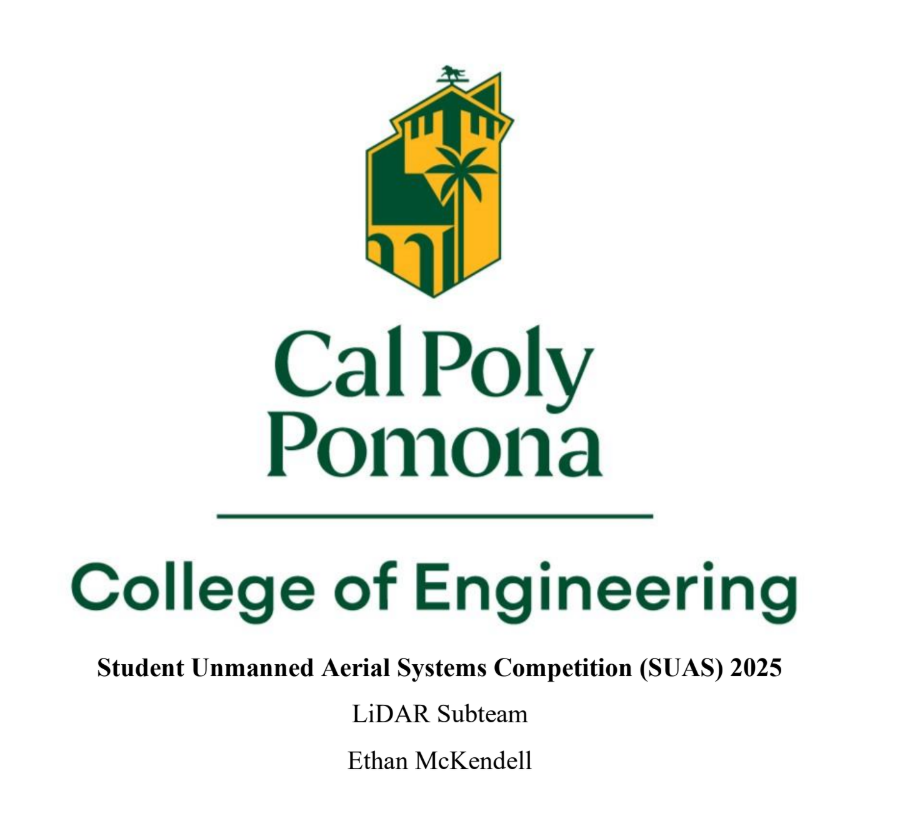 Cal Poly
Pomona
College of Engineering
Student Unmanned Aerial Systems Competition (SUAS) 2025
LiDAR Subteam
Ethan McKendell